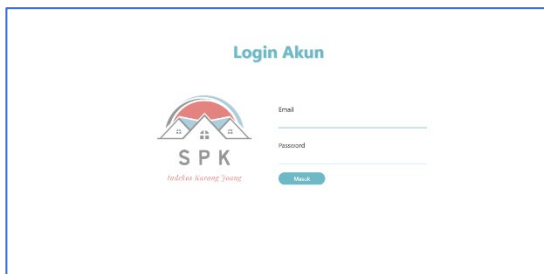 Login Akun
Email
Password
SPK
Indekos Karang Joang
Masuk